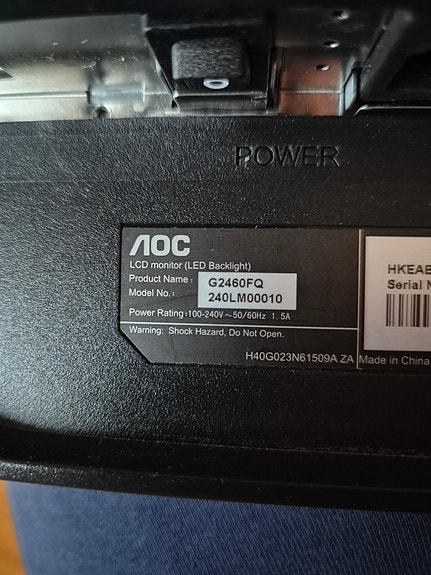 POWER
AOC
LCD monitor (LED Backlight)
Product Name : G2460FQ
Model No. : 240LM00010
Power Rating :100-240V ~50/60Hz 1.5A
Warning: Shock Hazard, Do Not Open.
H40G023N61509A ZA Made in China
HKEAB
Serial N